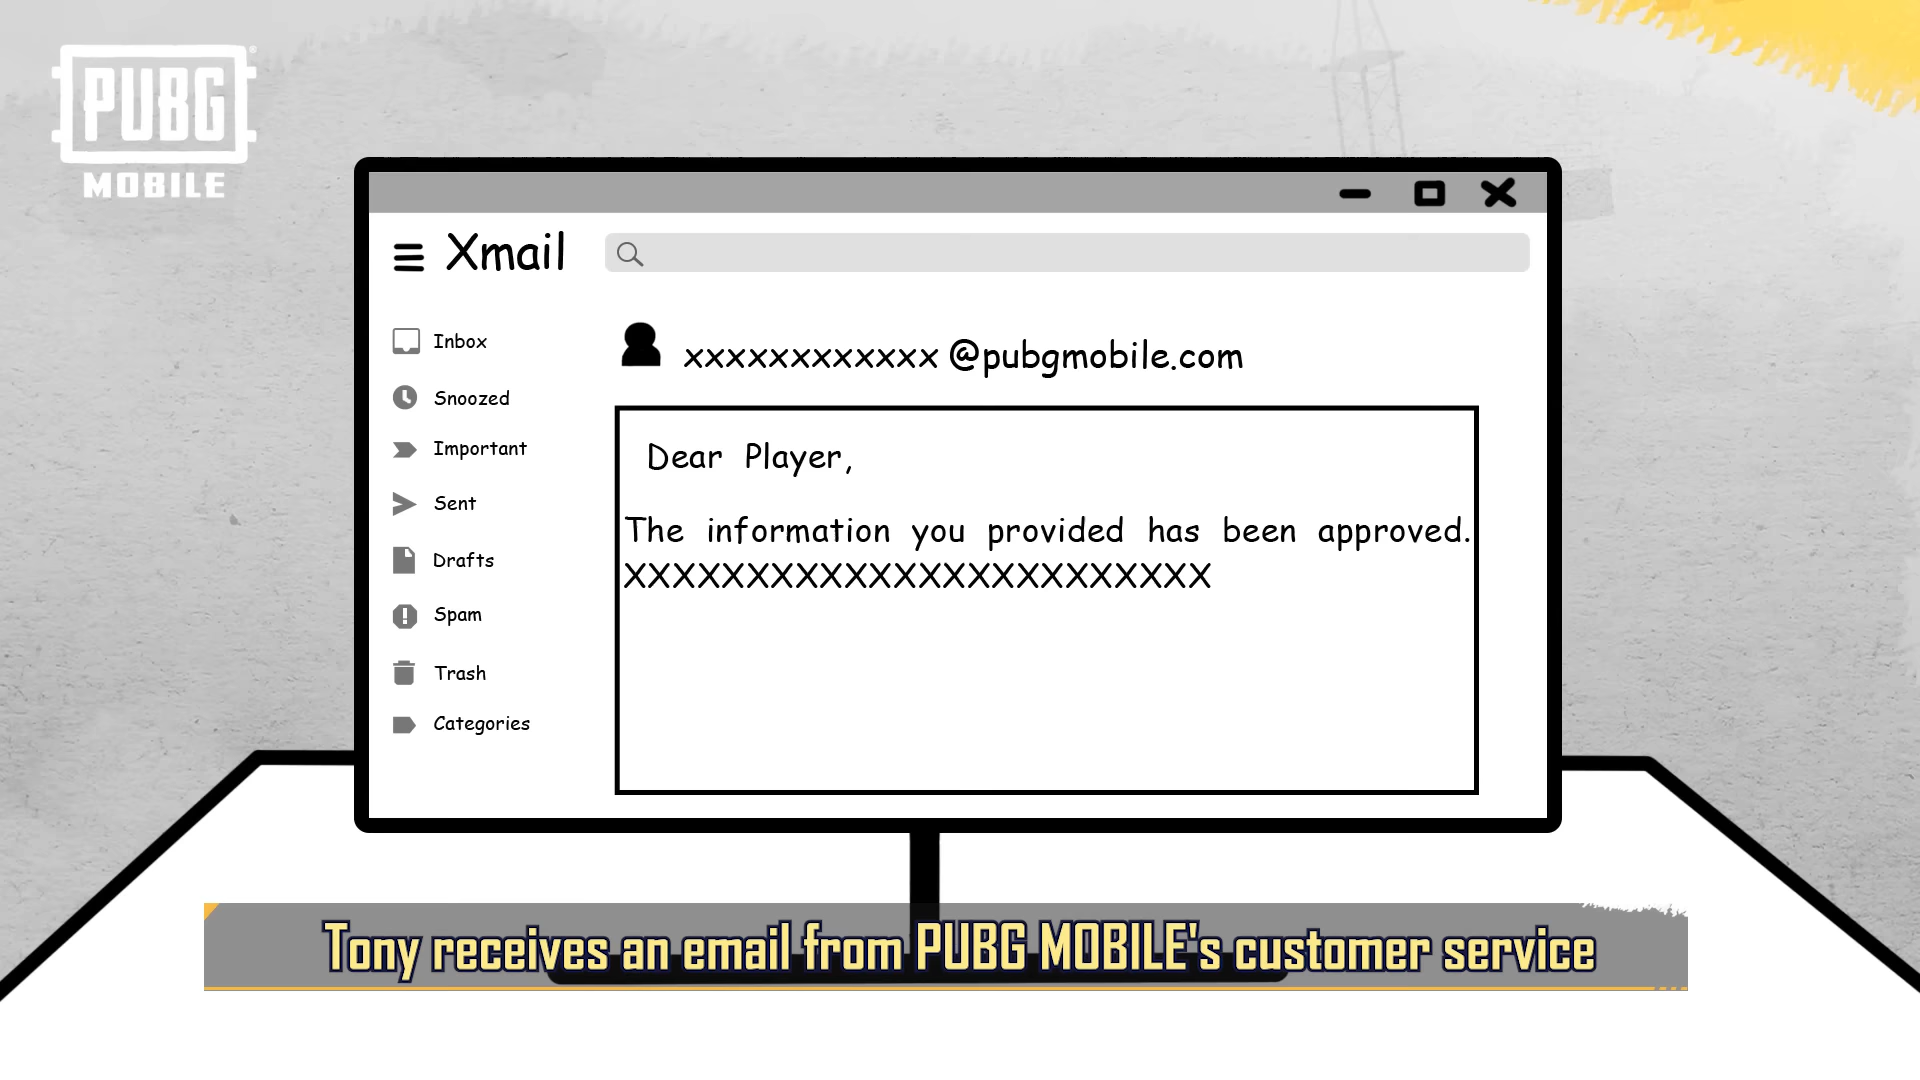 PUBG
MOBILE
Xmail
Inbox
Snoozed
Important
Sent
Drafts
Spam
Trash
Categories
xxxxxxxxxxxx @pubgmobile.com
Dear Player,
The information you provided has been approved.
XXXXXXXXXXXXXXXXXXXXXXXX
Tony receives an email from PUBG MOBILE's customer service